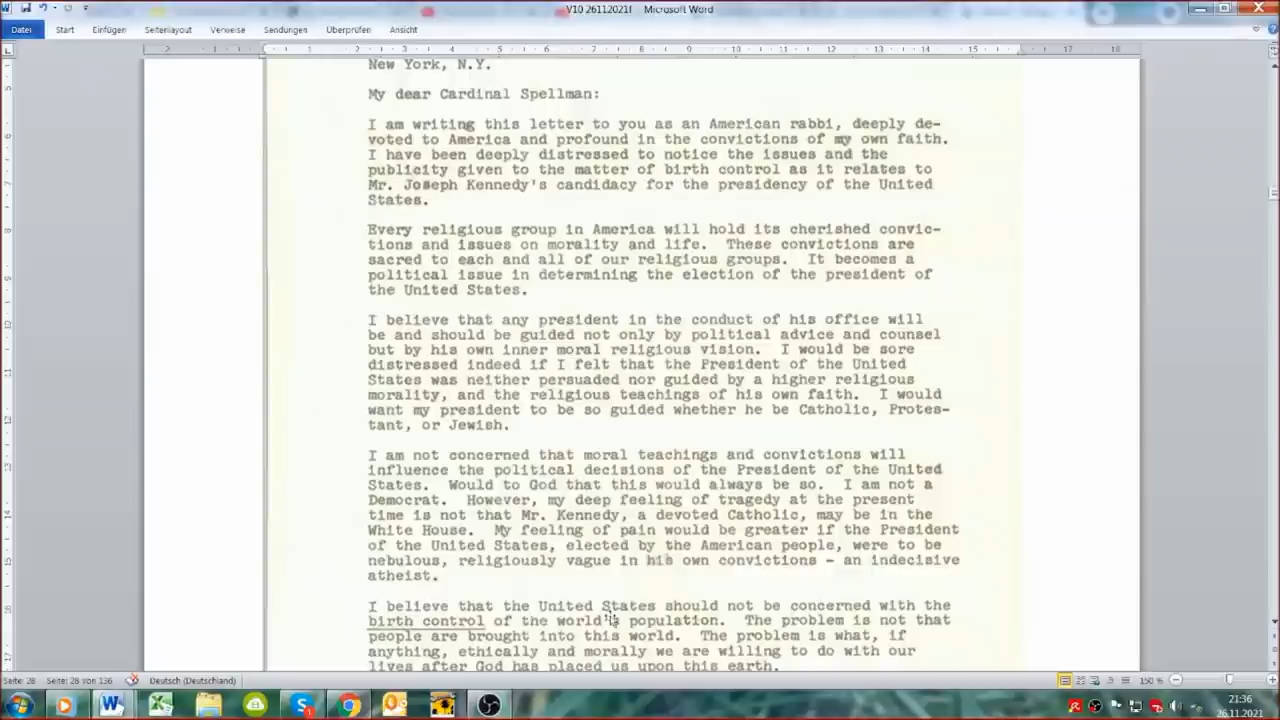 V10 26112021f - Microsoft Word
Datei Start Einfügen Seitenlayout Verweise Sendungen Überprüfen Ansicht
New York, N.Y.
My dear Cardinal Spellman:
I am writing this letter to you as an American rabbi, deeply de-
voted to America and profound in the convictions of my own faith.
I have been deeply distressed to notice the issues and the
publicity given to the matter of birth control as it relates to
Mr. Joseph Kennedy's candidacy for the presidency of the United
States.
Every religious group in America will hold its cherished convic-
tions and issues on morality and life. These convictions are
sacred to each and all of our religious groups. It becomes a
political issue in determining the election of the president of
the United States.
I believe that any president in the conduct of his office will
be and should be guided not only by political advice and counsel
but by his own inner moral religious vision. I would be sore
distressed indeed if I felt that the President of the United
States was neither persuaded nor guided by a higher religious
morality, and the religious teachings of his own faith. I would
want my president to be so guided whether he be Catholic, Protes-
tant, or Jewish.
I am not concerned that moral teachings and convictions will
influence the political decisions of the President of the United
States. Would to God that this would always be so. I am not a
Democrat. However, my deep feeling of tragedy at the present
time is not that Mr. Kennedy, a devoted Catholic, may be in the
White House. My feeling of pain would be greater if the President
of the United States, elected by the American people, were to be
nebulous, religiously vague in his own convictions - an indecisive
atheist.
I believe that the United States should not be concerned with the
birth control of the world's population. The problem is not that
people are brought into this world. The problem is what, if
anything, ethically and morally we are willing to do with our
lives after God has placed us upon this earth.
Seite: 28 Seite: 28 von 136 Deutsch (Deutschland) 150 %
21:36
26.11.2021